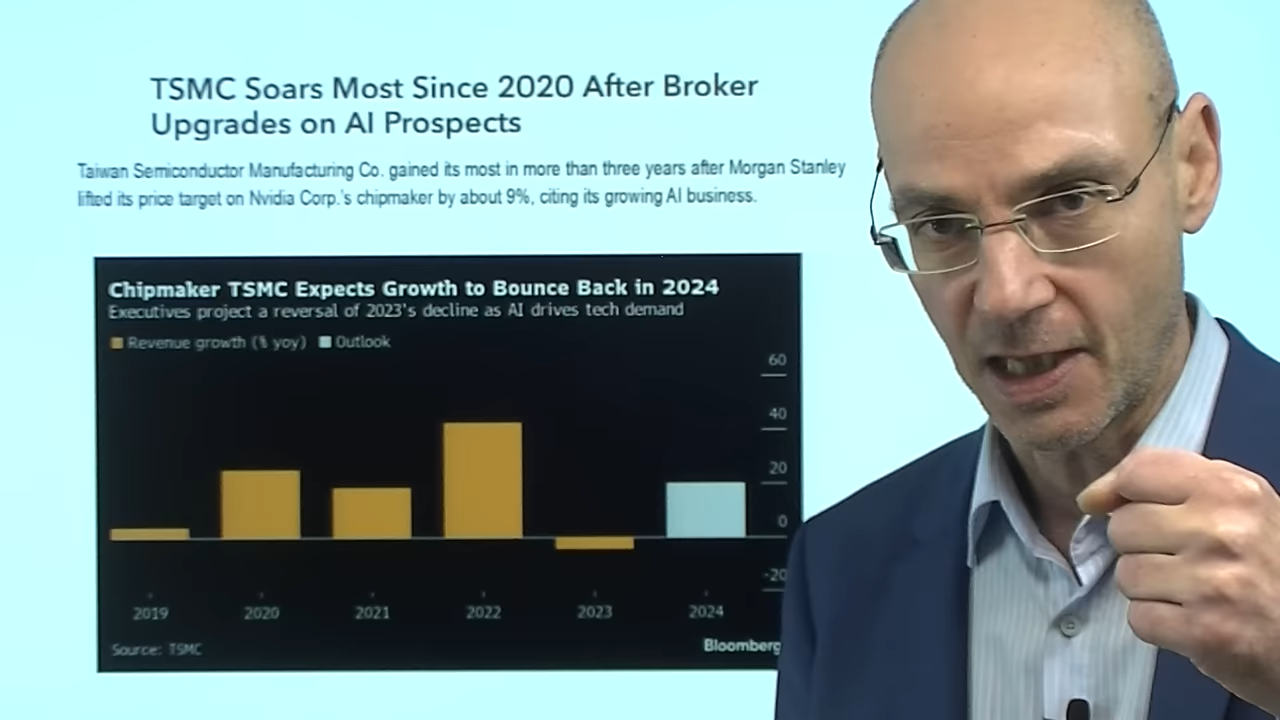 TSMC Soars Most Since 2020 After Broker
Upgrades on AI Prospects
Taiwan Semiconductor Manufacturing Co. gained its most in more than three years after Morgan Stanley
lifted its price target on Nvidia Corp.'s chipmaker by about 9%, citing its growing AI business.
Chipmaker TSMC Expects Growth to Bounce Back in 2024
Executives project a reversal of 2023's decline as AI drives tech demand
Revenue growth (% yoy) Outlook
60
40
20
0
-20
2019 2020 2021 2022 2023 2024
Source: TSMC Bloomberg